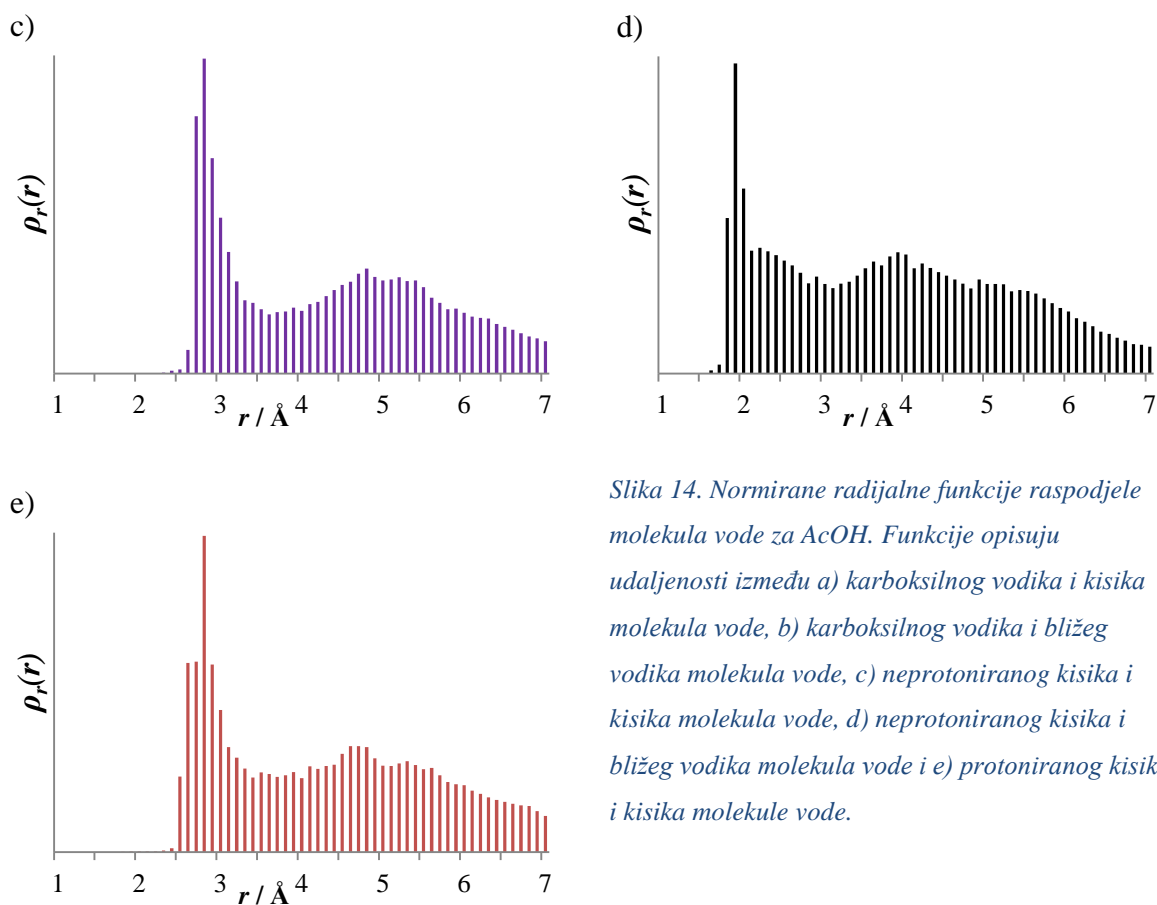 c)
ρr(r)
1 2 3 4 5 6 7
r / Å
d)
ρr(r)
1 2 3 4 5 6 7
r / Å
e)
ρr(r)
1 2 3 4 5 6 7
r / Å
Slika 14. Normirane radijalne funkcije raspodjele
molekula vode za AcOH. Funkcije opisuju
udaljenosti između a) karboksilnog vodika i kisika
molekula vode, b) karboksilnog vodika i bližeg
vodika molekula vode, c) neprotoniranog kisika i
kisika molekula vode, d) neprotoniranog kisika i
bližeg vodika molekula vode i e) protoniranog kisik
i kisika molekule vode.